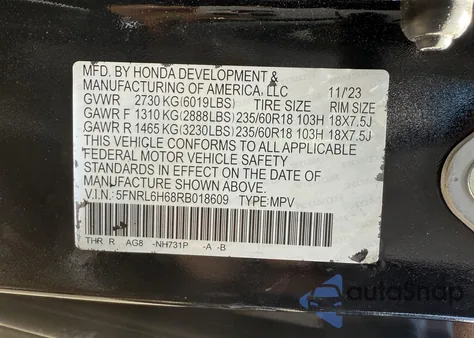 MFD. BY HONDA DEVELOPMENT &
MANUFACTURING OF AMERICA, LLC 11/'23
GVWR 2730 KG(6019LBS) TIRE SIZE RIM SIZE
GAWR F 1310 KG(2888LBS) 235/60R18 103H 18X7.5J
GAWR R 1465 KG(3230LBS) 235/60R18 103H 18X7.5J
THIS VEHICLE CONFORMS TO ALL APPLICABLE
FEDERAL MOTOR VEHICLE SAFETY
STANDARDS IN EFFECT ON THE DATE OF
MANUFACTURE SHOWN ABOVE.
V.I.N.: 5FNRL6H68RB018609 TYPE: MPV
THR R AG8 -NH731P -A -B
autoSnap